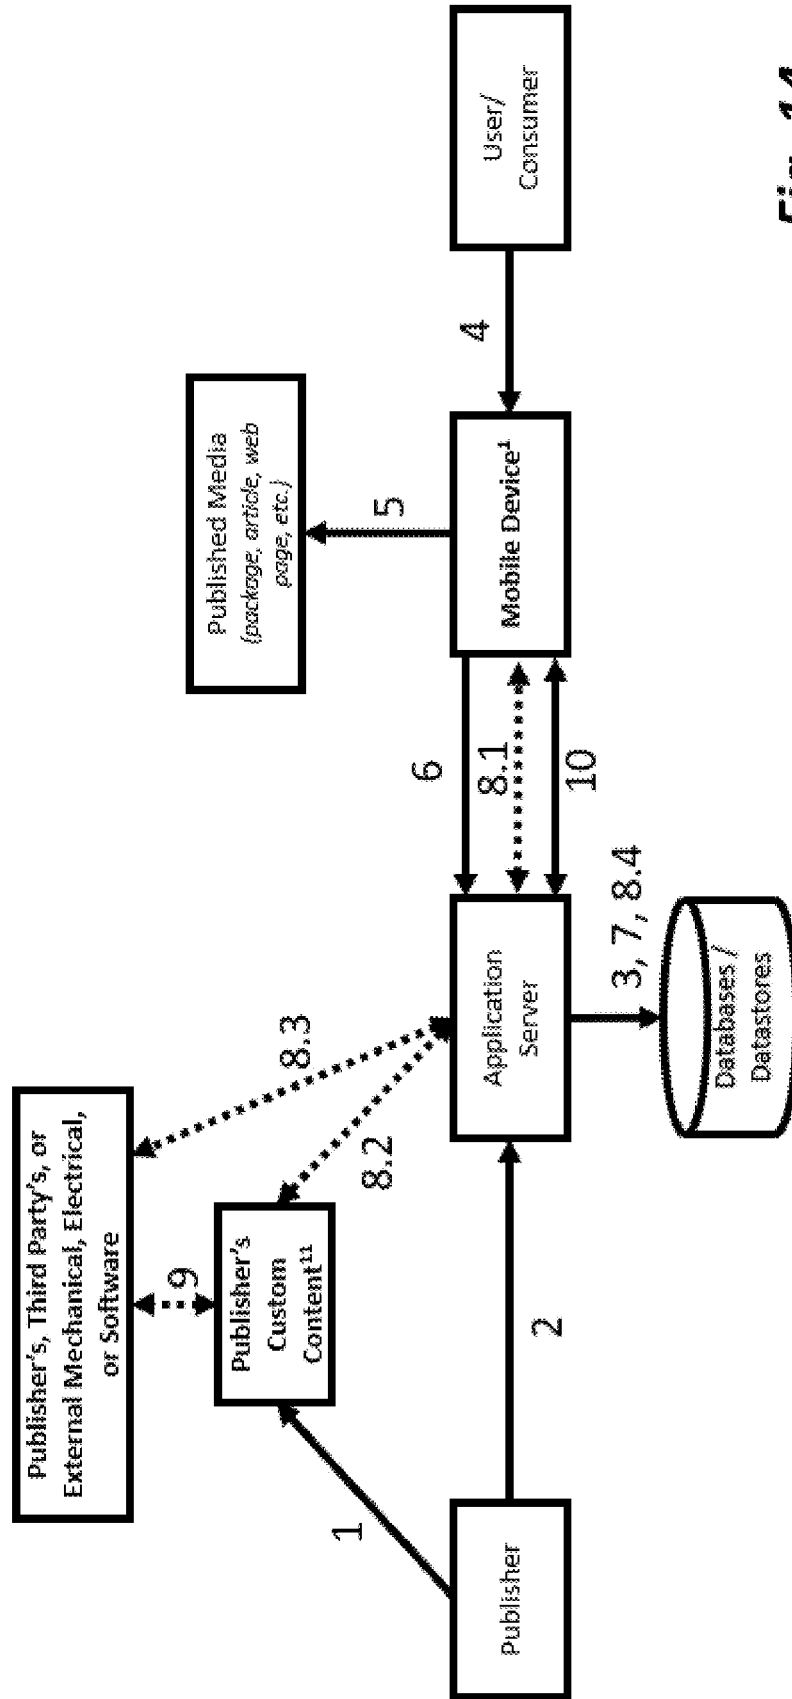 Publisher's, Third Party's, or
External Mechanical, Electrical,
or Software
8.3
9
Publisher's
Custom
Content¹¹
8.2
1
Published Media
(package, article, web
page, etc.)
5
Publisher
2
Application
Server
6
8.1
10
Mobile Device¹
4
User/
Consumer
3, 7, 8.4
Databases /
Datastores